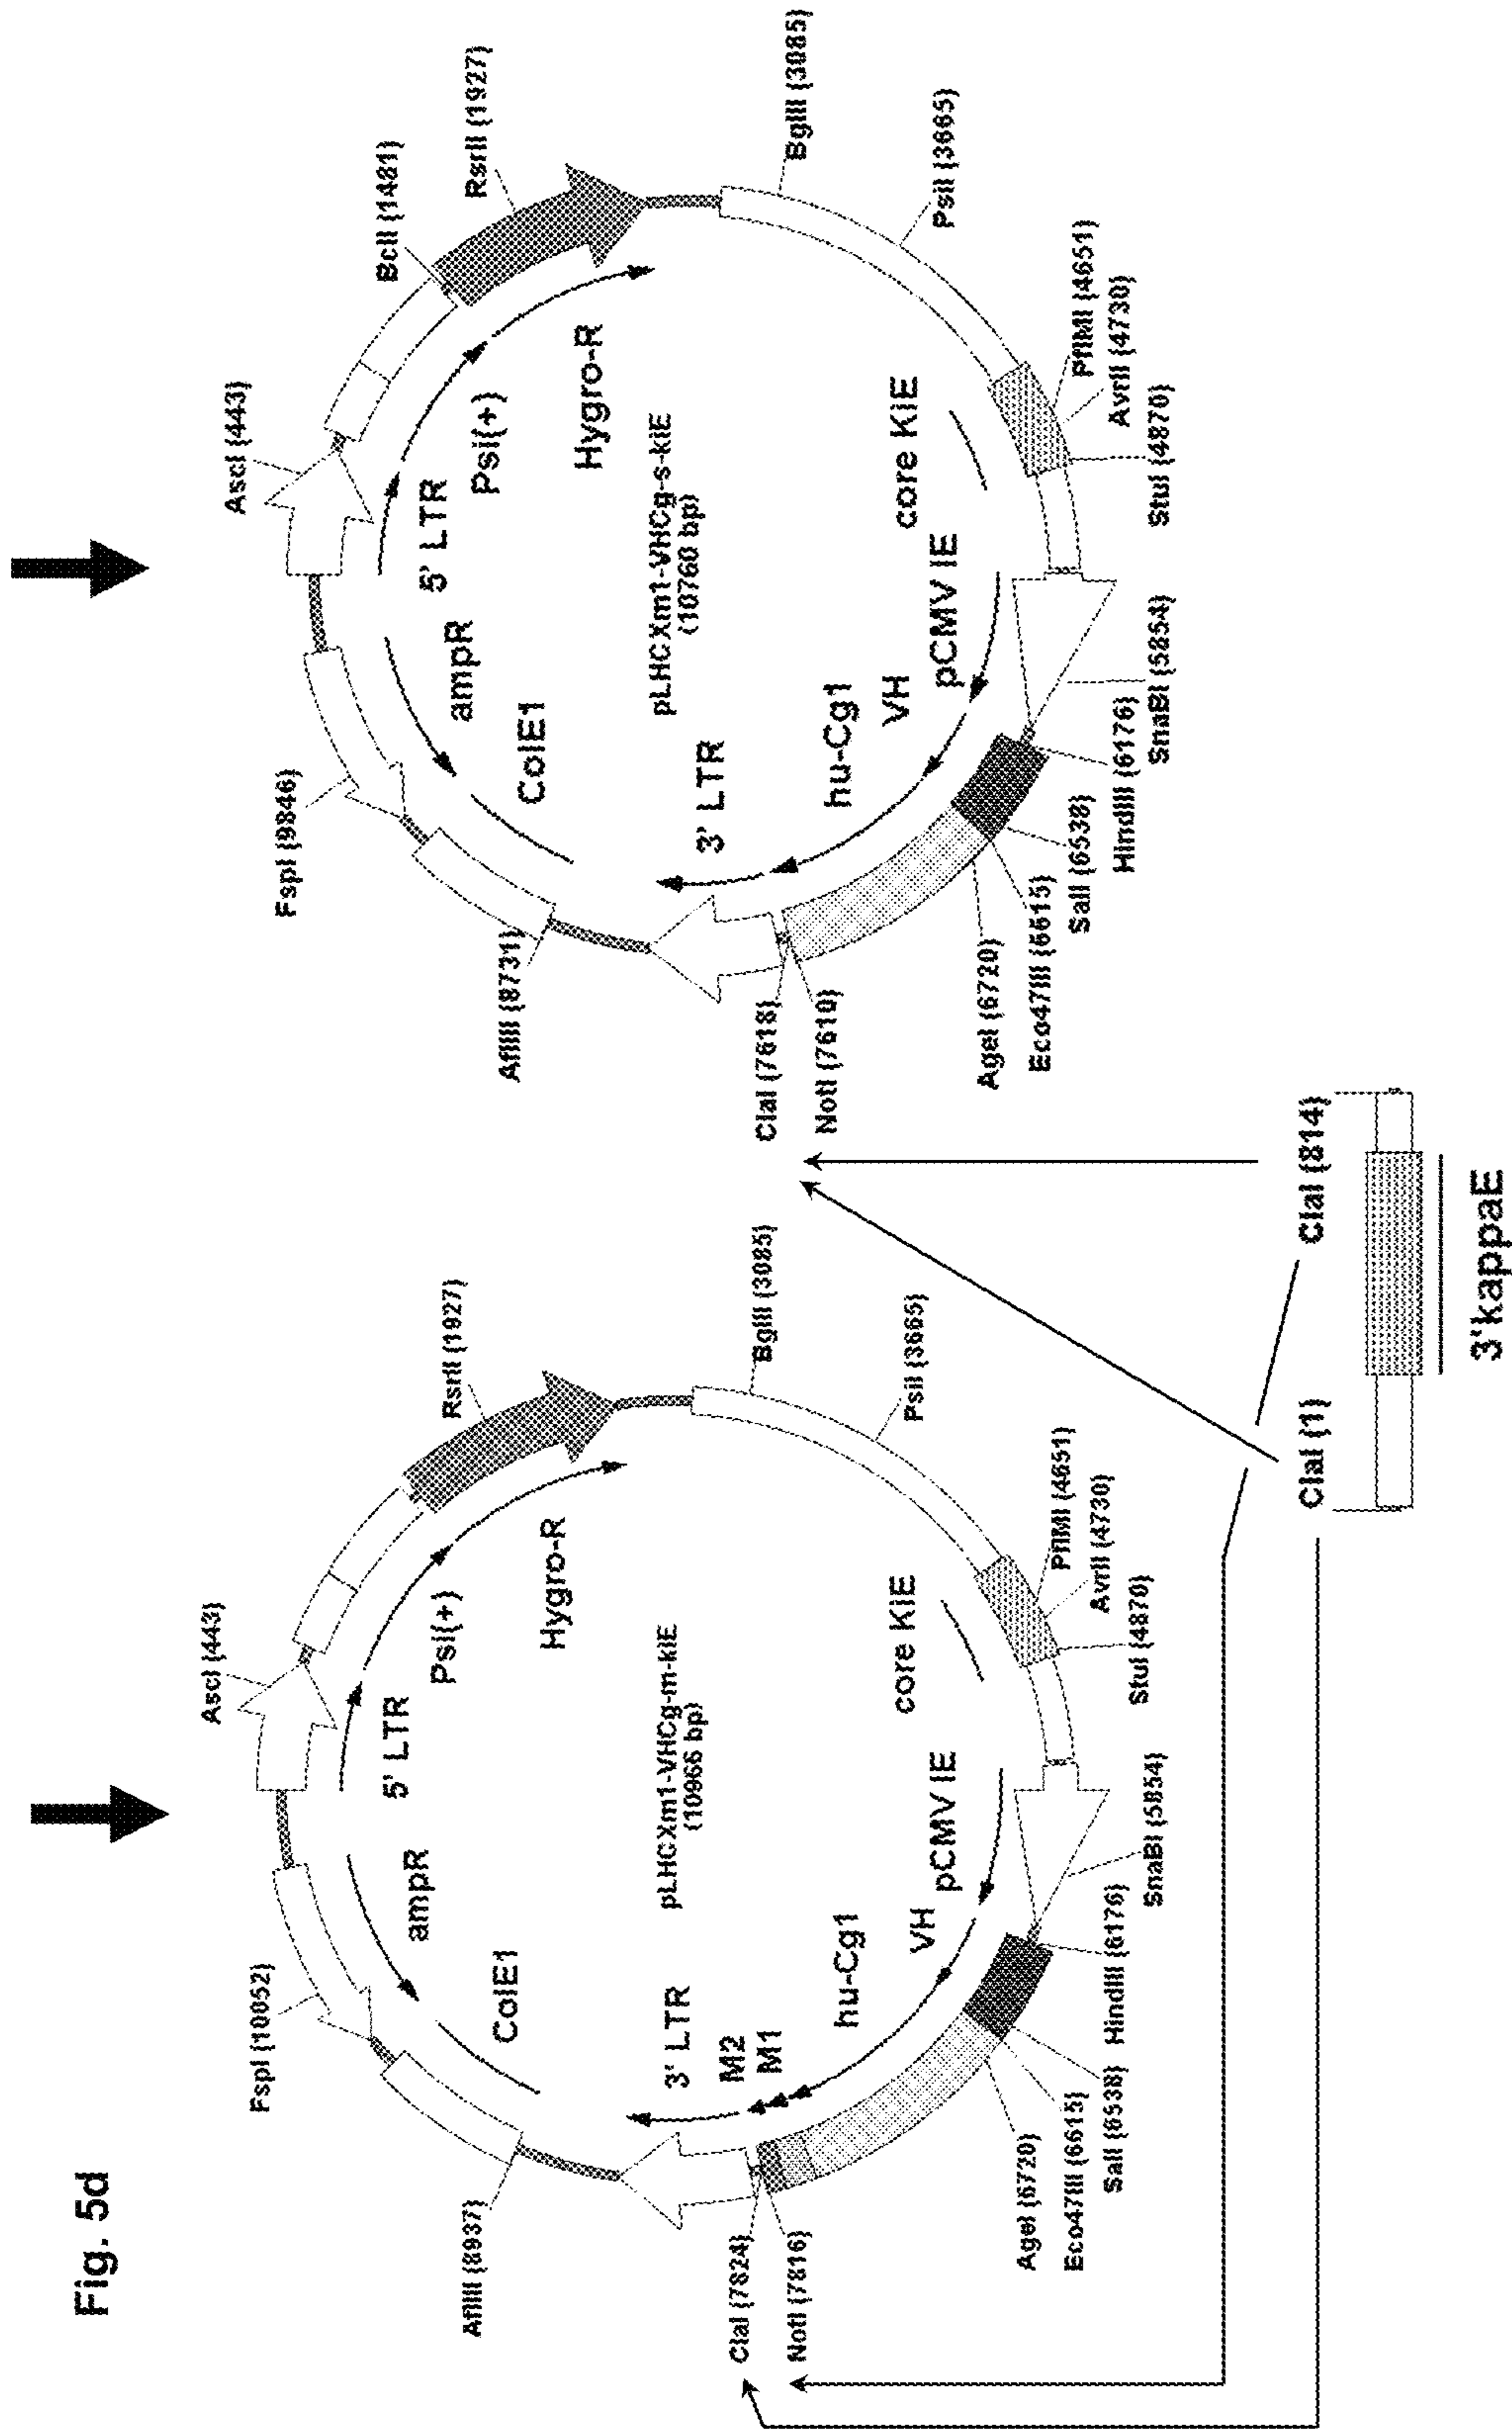 Fig. 5d
AscI {443}
RsrII {1927}
BglII {3085}
PsiI {3665}
PflMI {4651}
AvrII {4730}
StuI {4870}
SnaBI {5854}
HindIII {6176}
SalI {6538}
Eco47III {6615}
AgeI {6720}
NotI {7816}
ClaI {7824}
AflIII {8937}
FspI {10052}
5' LTR
Psi{+}
Hygro-R
core KiE
pCMV IE
VH
hu-Cg1
M1
M2
3' LTR
ColE1
ampR
pLHCXm1-VHCg-m-kiE
{10966 bp}
AscI {443}
BclI {1481}
RsrII {1927}
BglII {3085}
PsiI {3665}
PflMI {4651}
AvrII {4730}
StuI {4870}
SnaBI {5854}
HindIII {6176}
SalI {6538}
Eco47III {6615}
AgeI {6720}
NotI {7610}
ClaI {7618}
AflIII {8731}
FspI {9846}
5' LTR
Psi{+}
Hygro-R
core KiE
pCMV IE
VH
hu-Cg1
3' LTR
ColE1
ampR
pLHCXm1-VHCg-s-kiE
{10760 bp}
ClaI {1}
ClaI {814}
3'kappaE